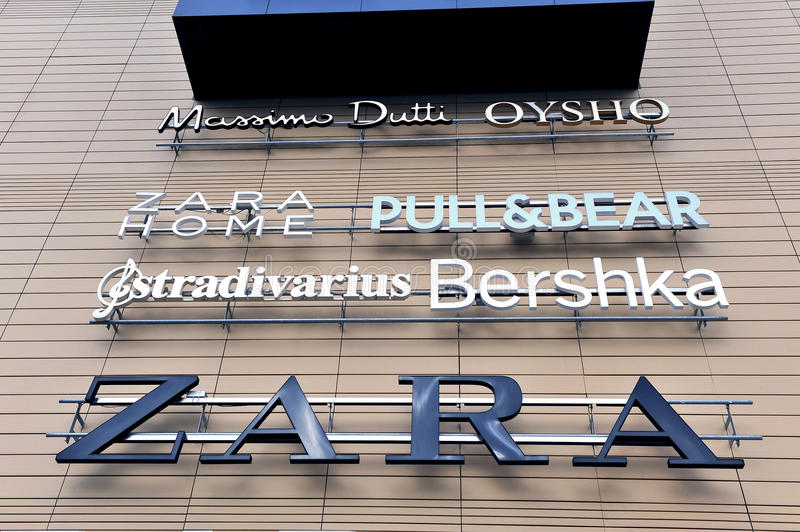 Massimo Dutti OYSHO
ZARA HOME PULL&BEAR
stradivarius Bershka
ZARA